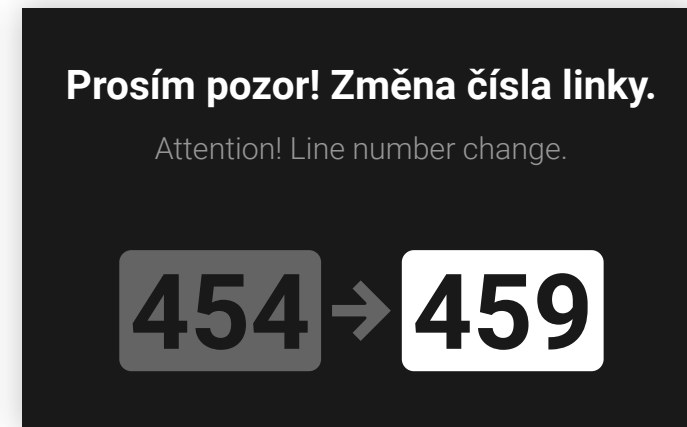 Prosím pozor! Změna čísla linky.
Attention! Line number change.
454 → 459